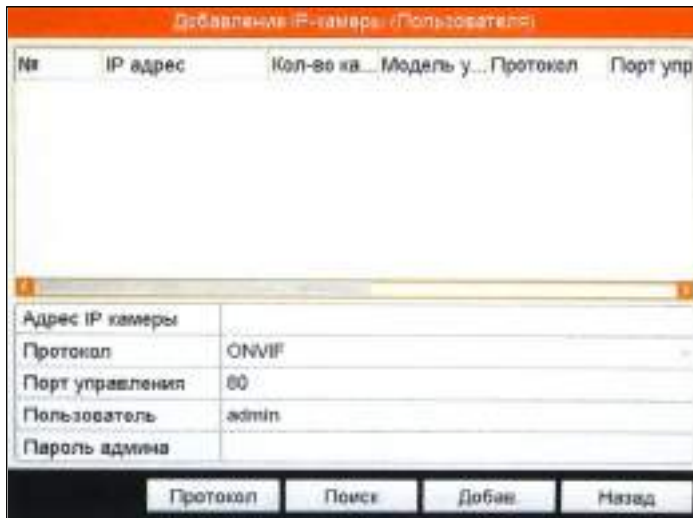 Добавление IP-камеры (Пользователя)
№ IP адрес Кол-во ка... Модель у... Протокол Порт упр
Адрес IP камеры
Протокол ONVIF
Порт управления 80
Пользователь admin
Пароль админа
Протокол Поиск Добав. Назад